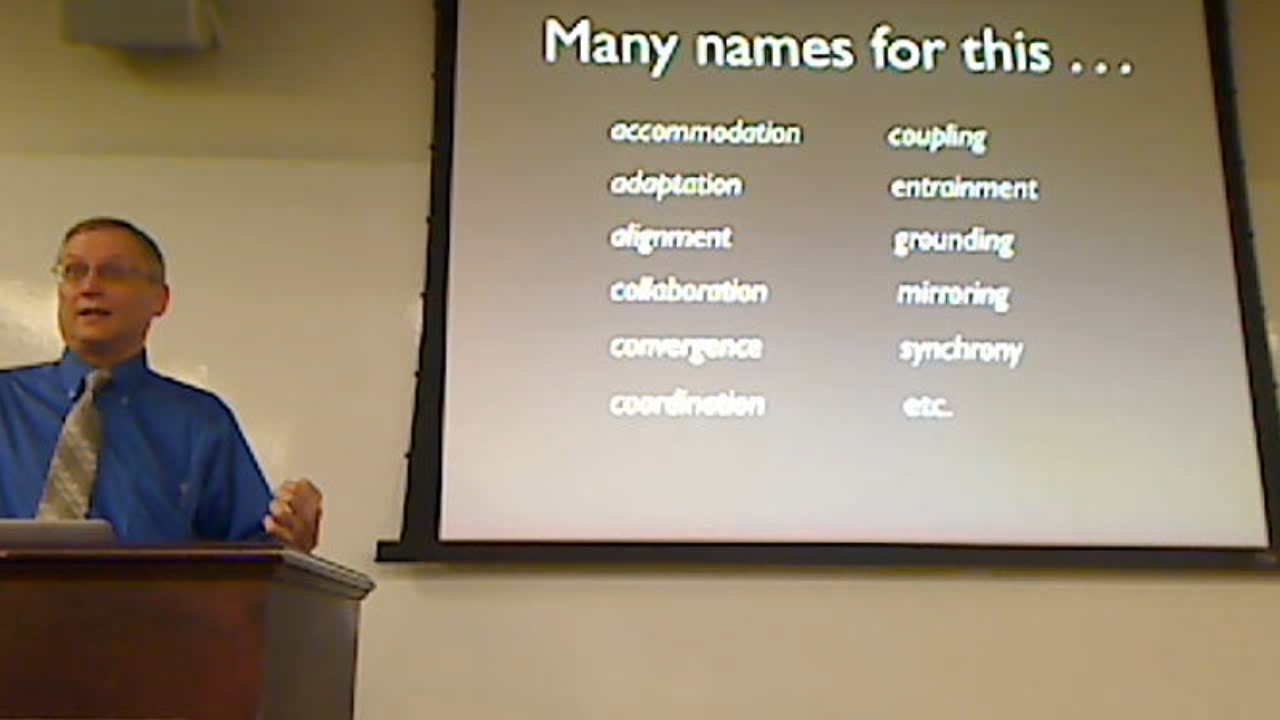 Many names for this . . .
accommodation
adaptation
alignment
collaboration
convergence
coordination
coupling
entrainment
grounding
mirroring
synchrony
etc.